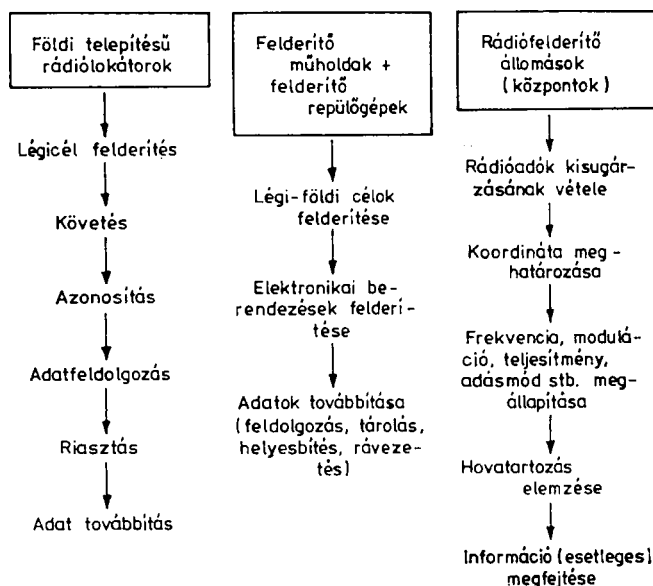 Földi telepítésű
rádiólokátorok
Légicél felderítés
Követés
Azonosítás
Adatfeldolgozás
Riasztás
Adat továbbítás
Felderítő
műholdak +
felderítő
repülőgépek
Légi-földi célok
felderítése
Elektronikai be-
rendezések felderí-
tése
Adatok továbbítása
(feldolgozás, tárolás,
helyesbítés, ráveze-
tés)
Rádiófelderítő
állomások
(központok)
Rádióadók kisugár-
zásának vétele
Koordináta meg-
határozása
Frekvencia, modulá-
ció, teljesítmény,
adásmód stb. meg-
állapítása
Hovatartozás
elemzése
Információ (esetleges)
megfejtése